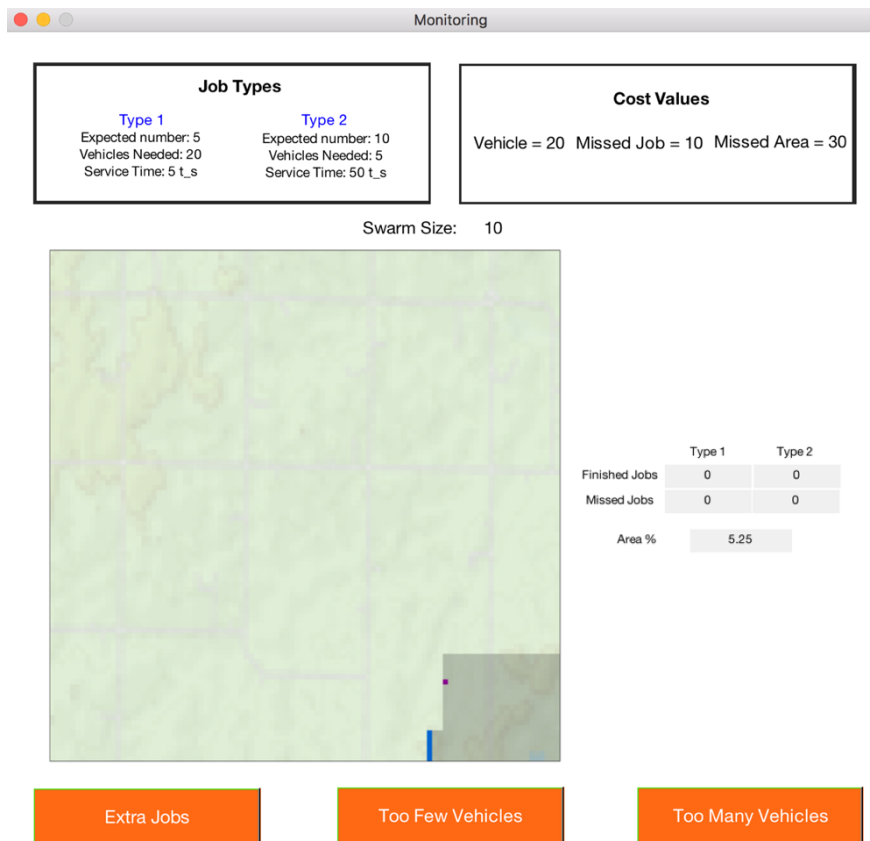 Monitoring
Job Types
Type 1
Expected number: 5
Vehicles Needed: 20
Service Time: 5 t_s
Type 2
Expected number: 10
Vehicles Needed: 5
Service Time: 50 t_s
Cost Values
Vehicle = 20 Missed Job = 10 Missed Area = 30
Swarm Size: 10
Type 1 Type 2
Finished Jobs 0 0
Missed Jobs 0 0
Area % 5.25
Extra Jobs
Too Few Vehicles
Too Many Vehicles